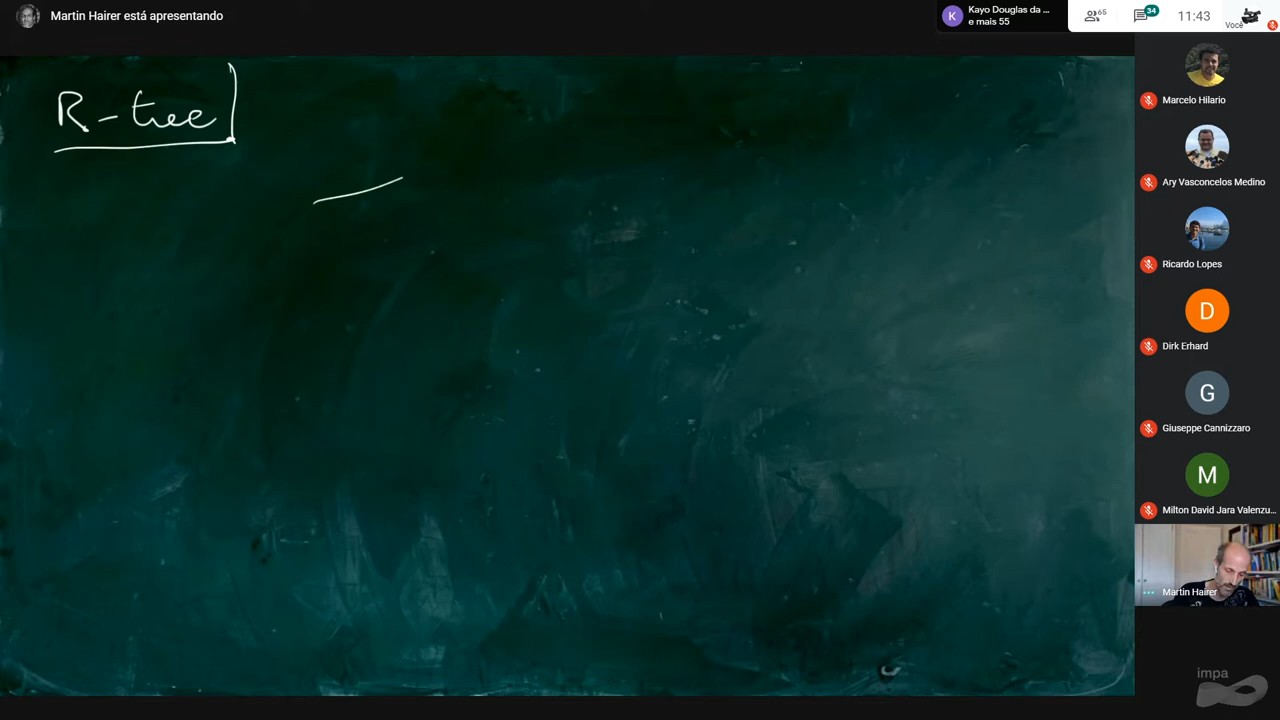 Martin Hairer está apresentando
Kayo Douglas da ...
e mais 55
65
34
11:43
Você
R-tree
Marcelo Hilario
Ary Vasconcelos Medino
Ricardo Lopes
D
Dirk Erhard
G
Giuseppe Cannizzaro
M
Milton David Jara Valenzu...
Martin Hairer
K
impa